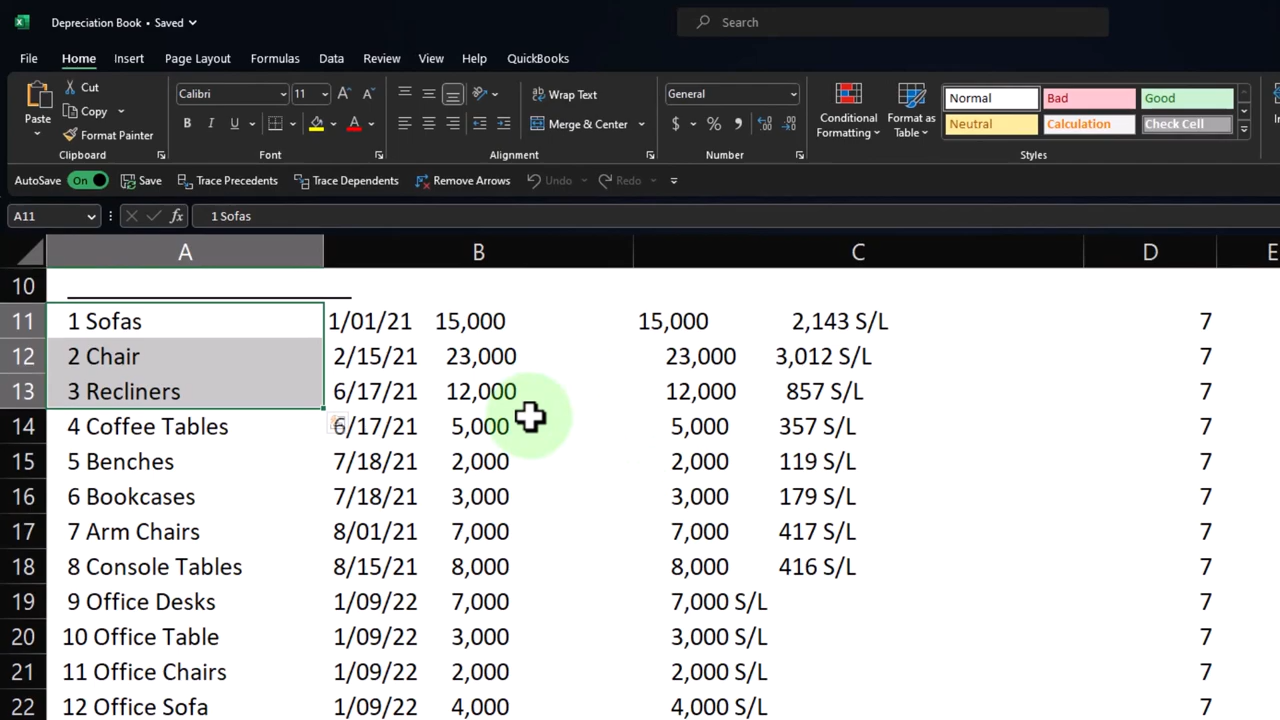 Depreciation Book • Saved
Search
File Home Insert Page Layout Formulas Data Review View Help QuickBooks
Paste
Cut
Copy
Format Painter
Clipboard
Calibri 11
B I U
Font
Wrap Text
Merge & Center
Alignment
General
$ % ,
Number
Conditional Formatting
Format as Table
Normal Bad Good
Neutral Calculation Check Cell
Styles
AutoSave On Save Trace Precedents Trace Dependents Remove Arrows Undo Redo
A11 fx 1 Sofas
A B C D E
10
11 1 Sofas 1/01/21 15,000 15,000 2,143 S/L 7
12 2 Chair 2/15/21 23,000 23,000 3,012 S/L 7
13 3 Recliners 6/17/21 12,000 12,000 857 S/L 7
14 4 Coffee Tables 6/17/21 5,000 5,000 357 S/L 7
15 5 Benches 7/18/21 2,000 2,000 119 S/L 7
16 6 Bookcases 7/18/21 3,000 3,000 179 S/L 7
17 7 Arm Chairs 8/01/21 7,000 7,000 417 S/L 7
18 8 Console Tables 8/15/21 8,000 8,000 416 S/L 7
19 9 Office Desks 1/09/22 7,000 7,000 S/L 7
20 10 Office Table 1/09/22 3,000 3,000 S/L 7
21 11 Office Chairs 1/09/22 2,000 2,000 S/L 7
22 12 Office Sofa 1/09/22 4,000 4,000 S/L 7